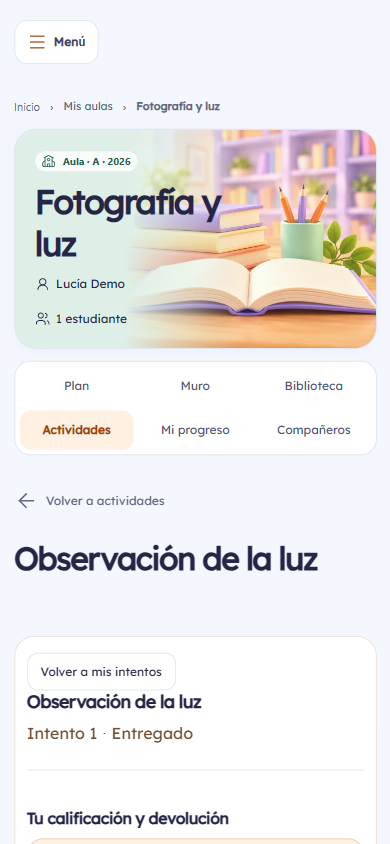 Menú
Inicio › Mis aulas › Fotografía y luz
Aula · A · 2026
Fotografía y
luz
Lucía Demo
1 estudiante
Plan Muro Biblioteca
Actividades Mi progreso Compañeros
Volver a actividades
Observación de la luz
Volver a mis intentos
Observación de la luz
Intento 1 · Entregado
Tu calificación y devolución